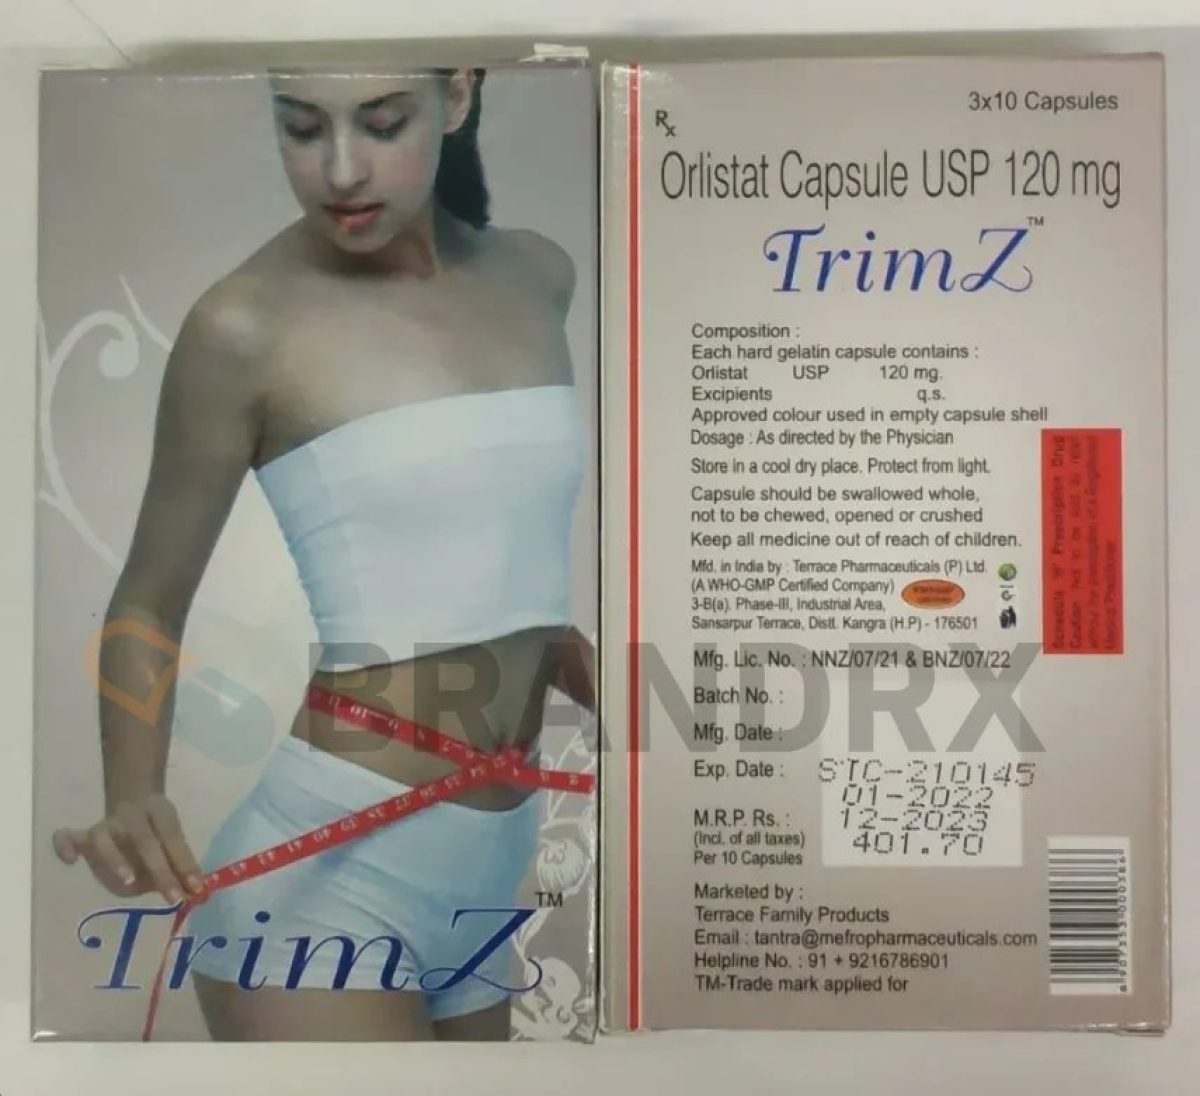 TrimZ™
3x10 Capsules
Rx
Orlistat Capsule USP 120 mg
TrimZ™
Composition :
Each hard gelatin capsule contains :
Orlistat USP 120 mg.
Excipients q.s.
Approved colour used in empty capsule shell
Dosage : As directed by the Physician
Store in a cool dry place. Protect from light.
Capsule should be swallowed whole,
not to be chewed, opened or crushed
Keep all medicine out of reach of children.
Mfd. in India by : Terrace Pharmaceuticals (P) Ltd.
(A WHO-GMP Certified Company)
3-B(a), Phase-III, Industrial Area,
Sansarpur Terrace, Distt. Kangra (H.P) - 176501
BRANDRX
Mfg. Lic. No. : NNZ/07/21 & BNZ/07/22
Batch No. :
Mfg. Date :
Exp. Date :
STC-210145
01-2022
12-2023
401.70
M.R.P. Rs. :
(Incl. of all taxes)
Per 10 Capsules
Marketed by :
Terrace Family Products
Email : tantra@mefropharmaceuticals.com
Helpline No. : 91 + 9216786901
TM-Trade mark applied for